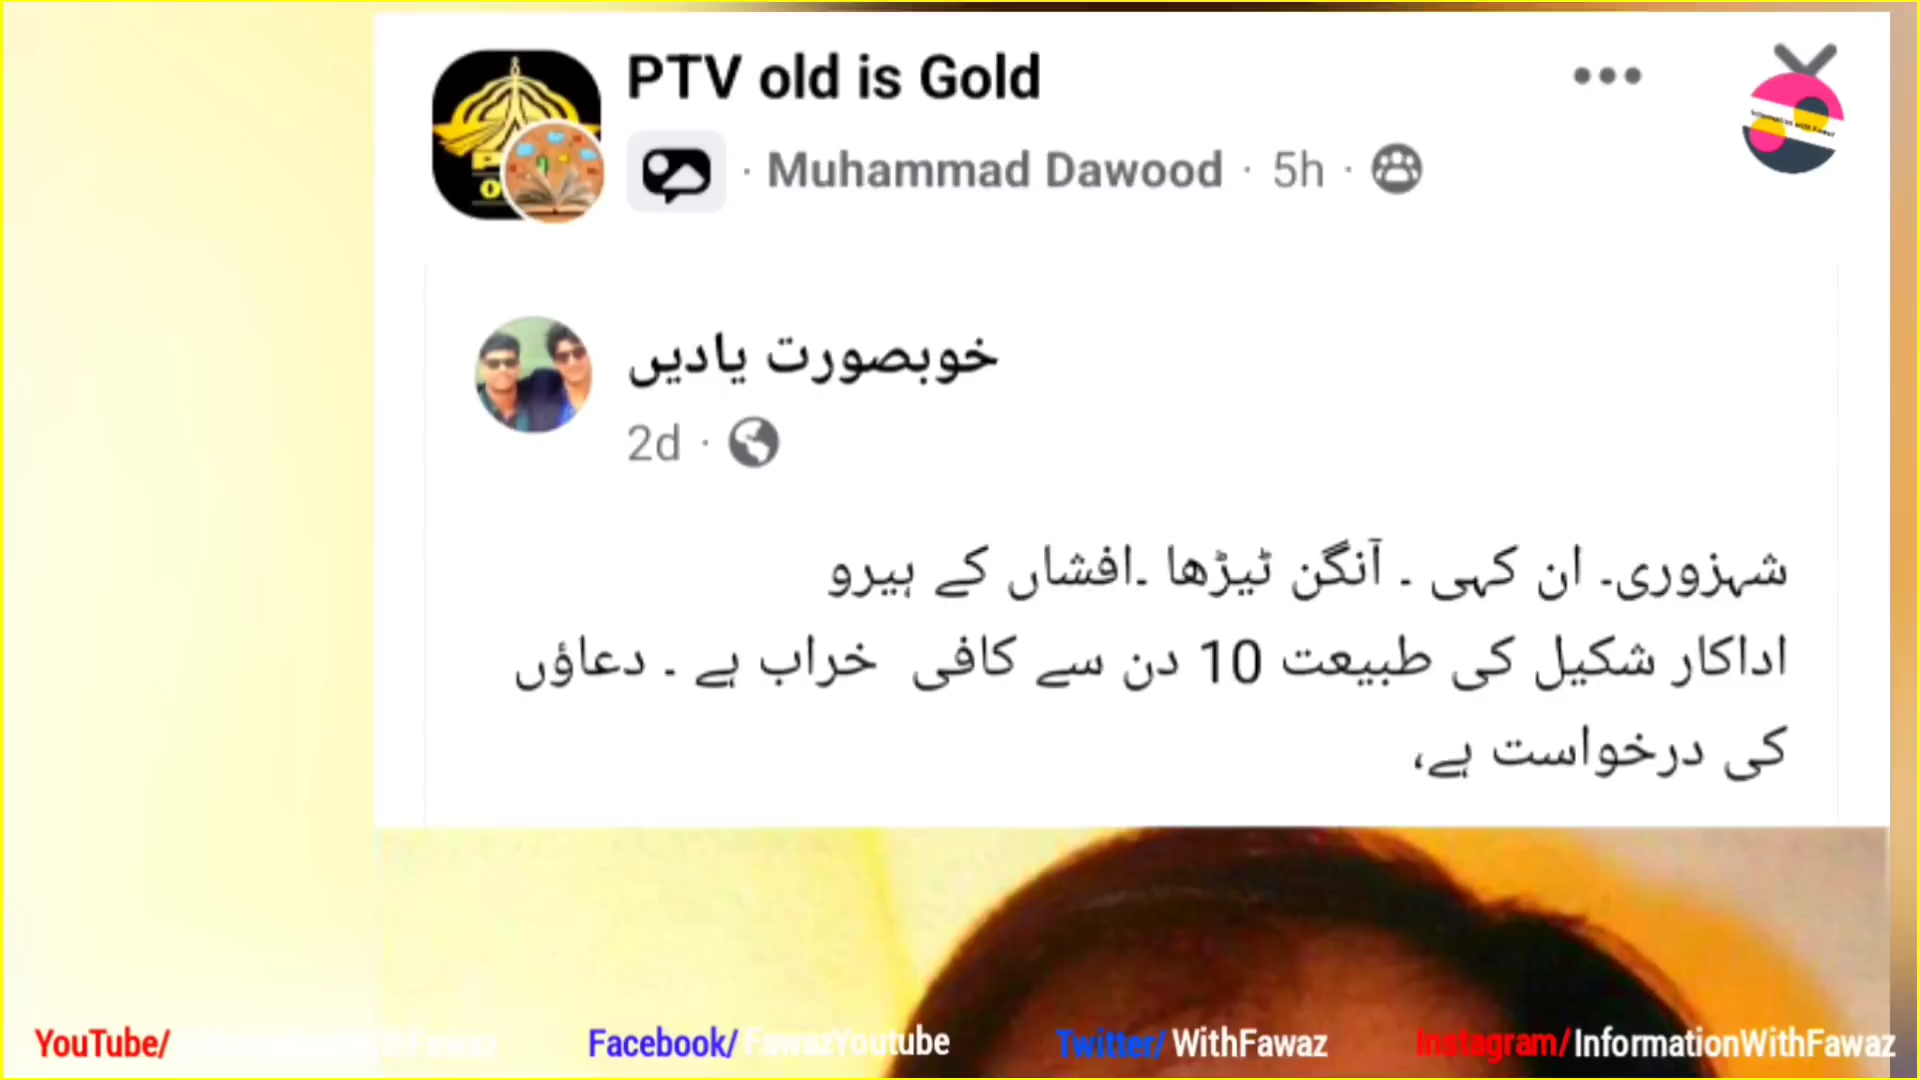 PTV old is Gold
· Muhammad Dawood · 5h ·
خوبصورت یادیں
2d ·
شہزوری۔ ان کہی ۔ آنگن ٹیڑھا ۔افشاں کے ہیرو
اداکار شکیل کی طبیعت 10 دن سے کافی خراب ہے ۔ دعاؤں
کی درخواست ہے،
YouTube/ Facebook/FawazYoutube Twitter/WithFawaz Instagram/InformationWithFawaz